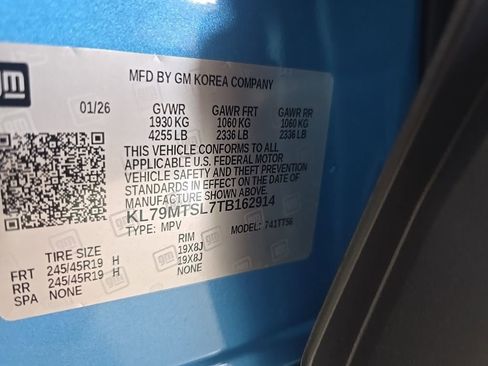 gm
MFD BY GM KOREA COMPANY
01/26 GVWR GAWR FRT GAWR RR
1930 KG 1060 KG 1060 KG
4255 LB 2336 LB 2336 LB
THIS VEHICLE CONFORMS TO ALL
APPLICABLE U.S. FEDERAL MOTOR
VEHICLE SAFETY AND THEFT PREVENTION
STANDARDS IN EFFECT ON THE DATE OF
MANUFACTURE SHOWN ABOVE.
KL79MTSL7TB162914
TYPE: MPV MODEL: 741TT56
TIRE SIZE RIM
FRT 245/45R19 H 19X8J
RR 245/45R19 H 19X8J
SPA NONE NONE